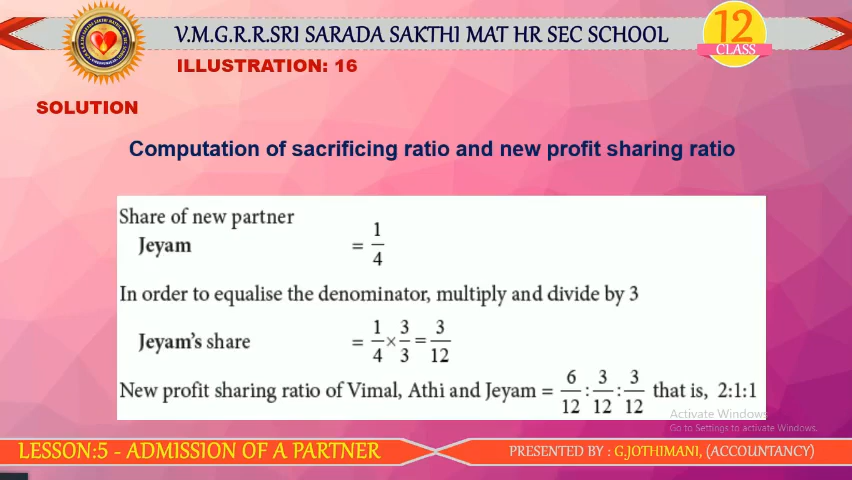 V.M.G.R.R.SRI SARADA SAKTHI MAT HR SEC SCHOOL
12
CLASS
ILLUSTRATION: 16
SOLUTION
Computation of sacrificing ratio and new profit sharing ratio
Share of new partner
Jeyam = 1/4
In order to equalise the denominator, multiply and divide by 3
Jeyam's share = 1/4 × 3/3 = 3/12
New profit sharing ratio of Vimal, Athi and Jeyam = 6/12 : 3/12 : 3/12 that is, 2:1:1
Activate Windows
Go to Settings to activate Windows.
LESSON:5 - ADMISSION OF A PARTNER
PRESENTED BY : G.JOTHIMANI, (ACCOUNTANCY)